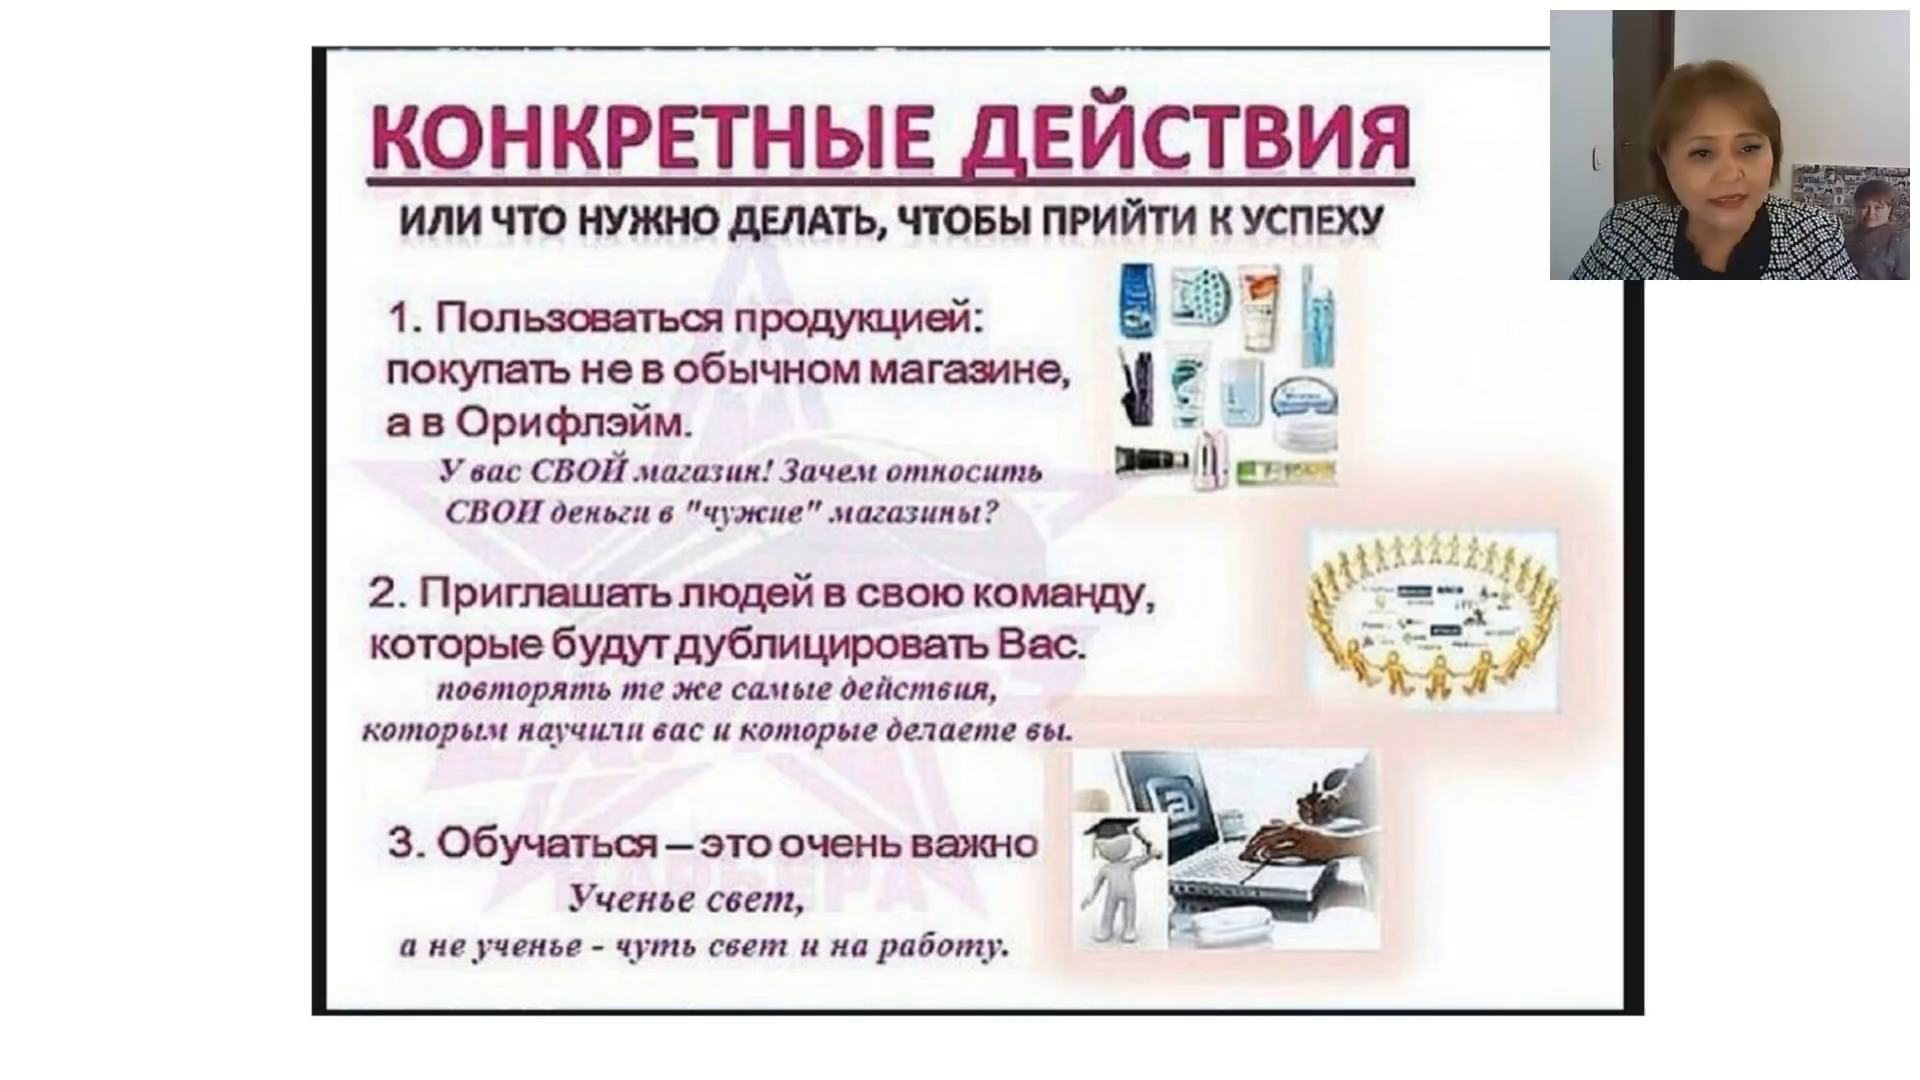 КОНКРЕТНЫЕ ДЕЙСТВИЯ
ИЛИ ЧТО НУЖНО ДЕЛАТЬ, ЧТОБЫ ПРИЙТИ К УСПЕХУ
1. Пользоваться продукцией:
покупать не в обычном магазине,
а в Орифлэйм.
У вас СВОЙ магазин! Зачем относить
СВОИ деньги в "чужие" магазины?
2. Приглашать людей в свою команду,
которые будут дублицировать Вас.
повторять те же самые действия,
которым научили вас и которые делаете вы.
3. Обучаться – это очень важно
Ученье свет,
а не ученье - чуть свет и на работу.
КАРЬЕРА